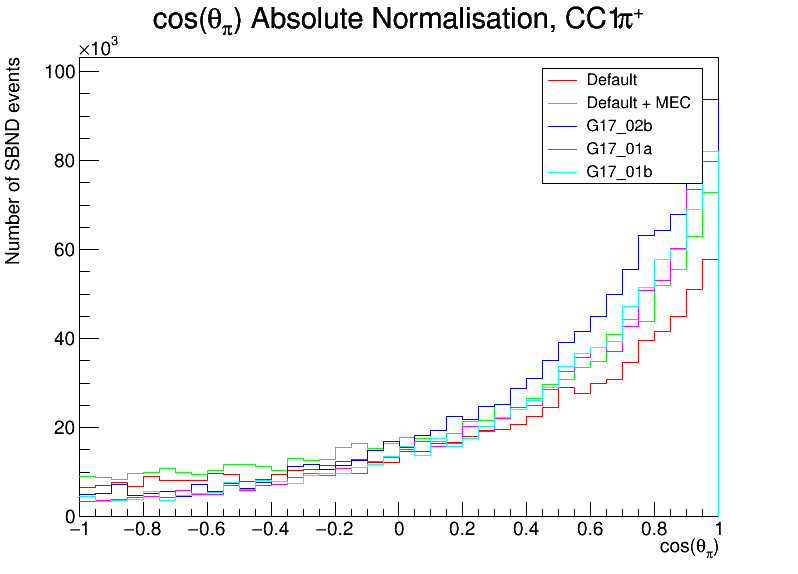 cos(θπ) Absolute Normalisation, CC1π⁺
×10³
Number of SBND events
100
80
60
40
20
0
Default
Default + MEC
G17_02b
G17_01a
G17_01b
−1 −0.8 −0.6 −0.4 −0.2 0 0.2 0.4 0.6 0.8 1
cos(θπ)